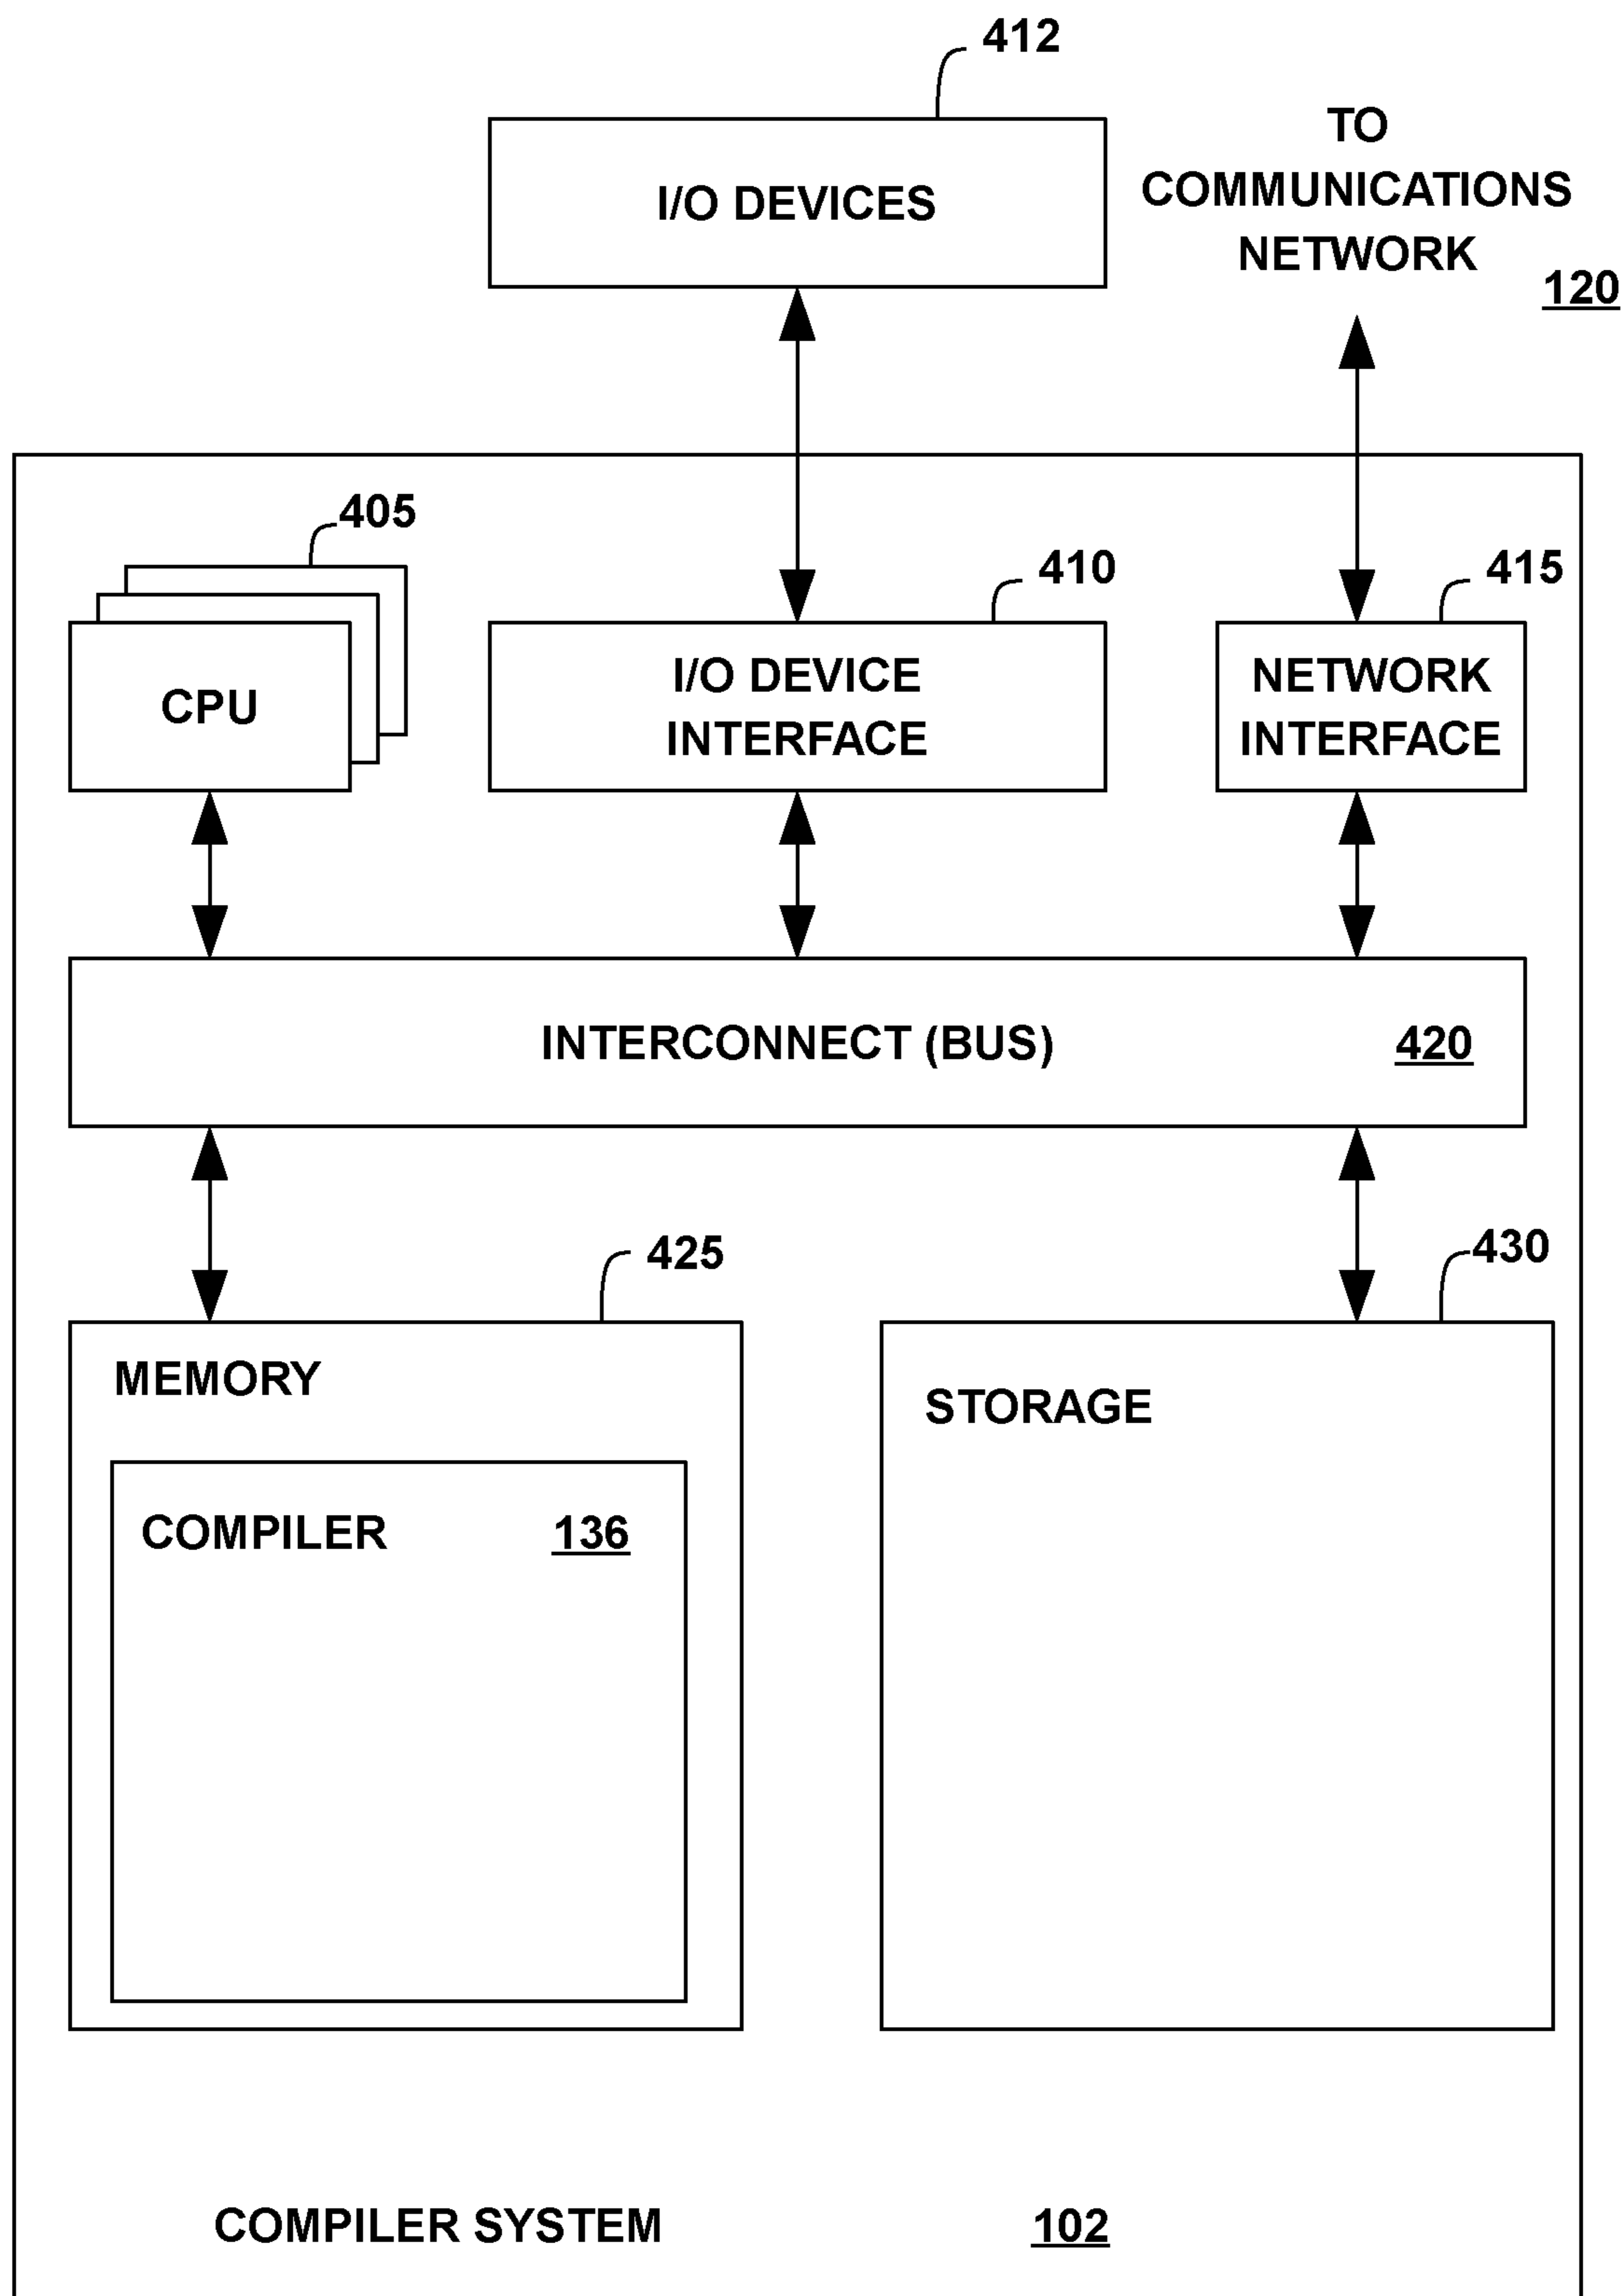 412
I/O DEVICES
TO
COMMUNICATIONS
NETWORK
120
405
CPU
410
I/O DEVICE
INTERFACE
415
NETWORK
INTERFACE
INTERCONNECT (BUS) 420
425
MEMORY
COMPILER 136
430
STORAGE
COMPILER SYSTEM 102